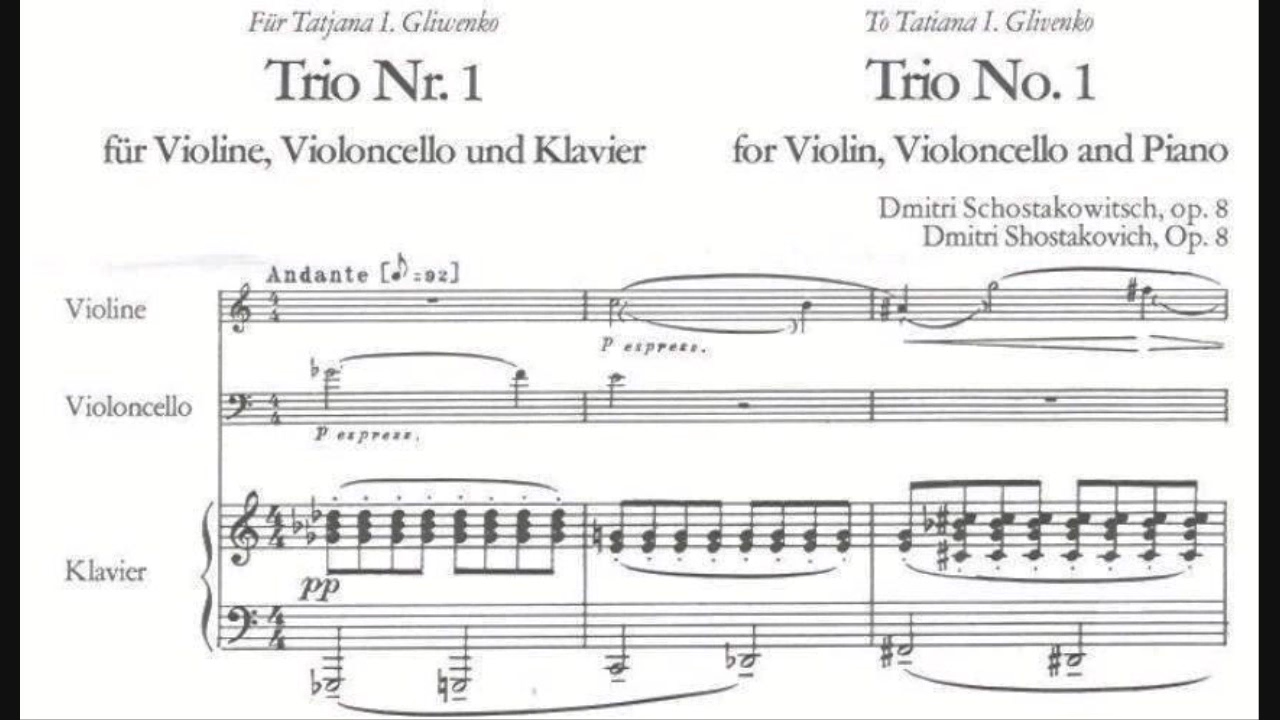 Für Tatjana I. Gliwenko
Trio Nr. 1
für Violine, Violoncello und Klavier
To Tatiana I. Glivenko
Trio No. 1
for Violin, Violoncello and Piano
Dmitri Schostakowitsch, op. 8
Dmitri Shostakovich, Op. 8
Andante [♪=92]
Violine
P espress.
Violoncello
P espress.
Klavier
pp